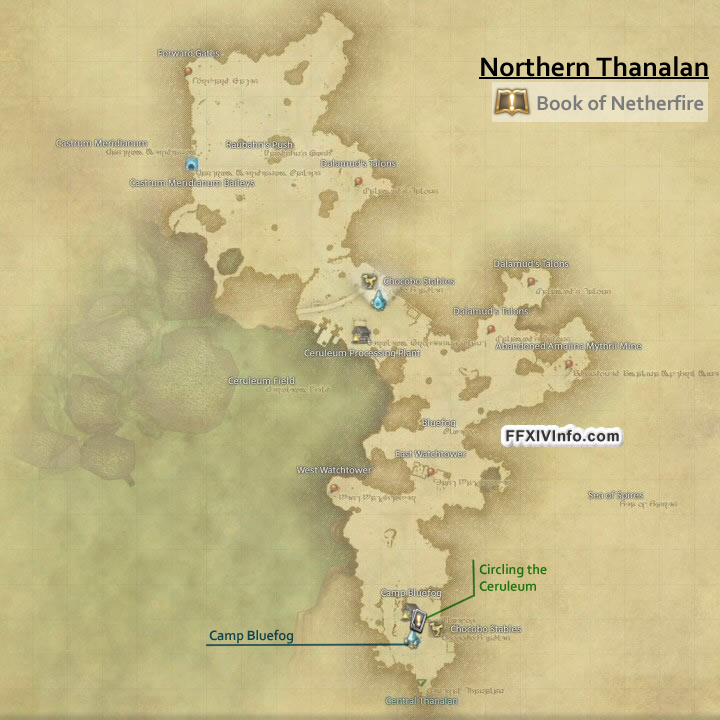 Northern Thanalan
Book of Netherfire
Forward Gates
Castrum Meridianum
Raubahn's Push
Dalamud's Talons
Castrum Meridianum Baileys
Dalamud's Talons
Chocobo Stables
Dalamud's Talons
Abandoned Amajina Mythril Mine
Ceruleum Processing Plant
Ceruleum Field
Bluefog
FFXIVInfo.com
East Watchtower
West Watchtower
Sea of Spires
Circling the
Ceruleum
Camp Bluefog
Chocobo Stables
Camp Bluefog
Central Thanalan